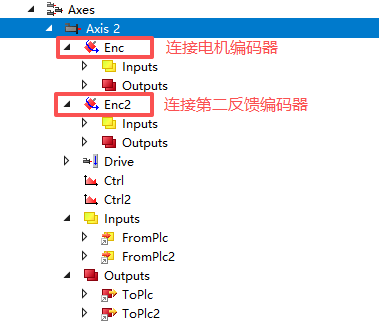 Axes
Axis 2
Enc 连接电机编码器
Inputs
Outputs
Enc2 连接第二反馈编码器
Inputs
Outputs
Drive
Ctrl
Ctrl2
Inputs
FromPlc
FromPlc2
Outputs
ToPlc
ToPlc2